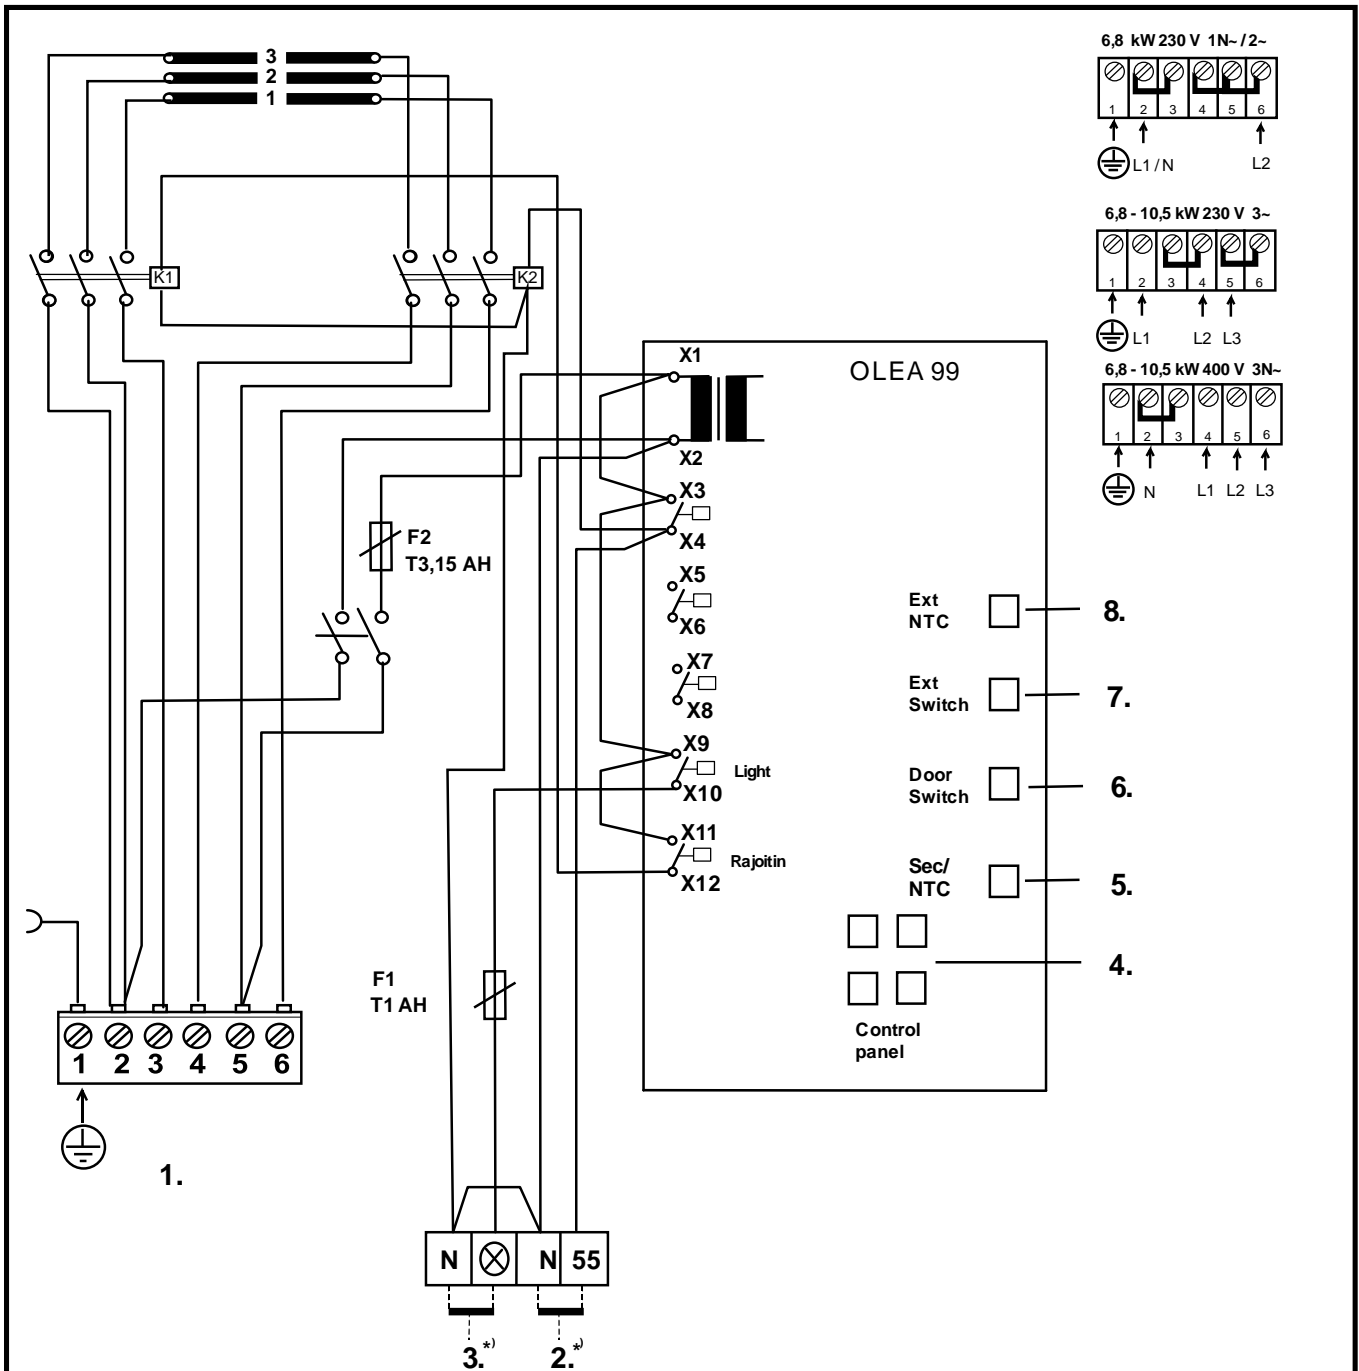 3
2
1
K1
K2
6,8 kW 230 V 1N~ / 2~
1 2 3 4 5 6
L1 / N L2
6,8 - 10,5 kW 230 V 3~
1 2 3 4 5 6
L1 L2 L3
6,8 - 10,5 kW 400 V 3N~
1 2 3 4 5 6
N L1 L2 L3
OLEA 99
X1
X2
X3
X4
X5
X6
X7
X8
X9
Light
X10
X11
Rajoitin
X12
F2
T3,15 AH
Ext
NTC
8.
Ext
Switch
7.
Door
Switch
6.
Sec/
NTC
5.
4.
Control
panel
F1
T1 AH
1 2 3 4 5 6
1.
N N 55
3.*) 2.*)